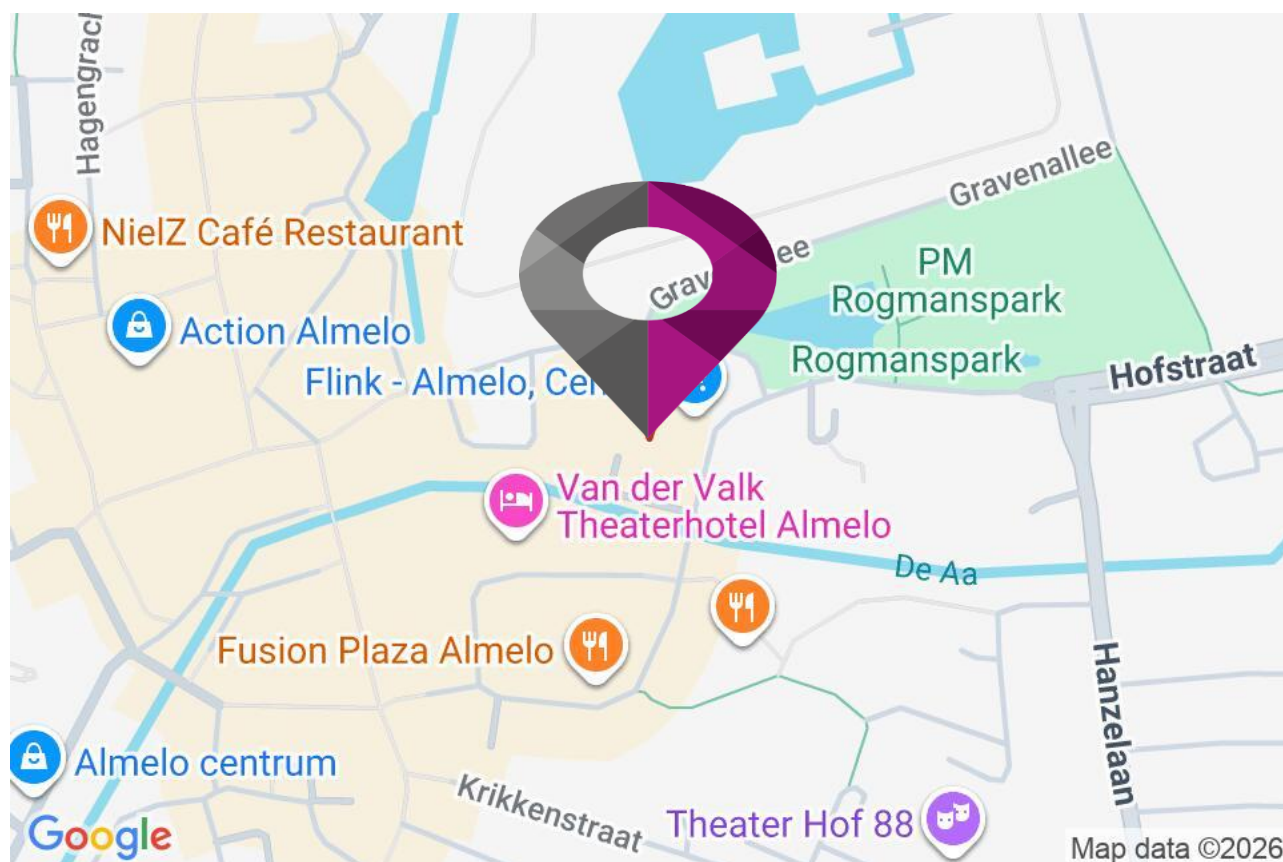 Hagengrach
Gravenallee
NielZ Café Restaurant
PM
Rogmanspark
Action Almelo
Rogmanspark
Hofstraat
Flink - Almelo, Cen
Van der Valk
Theaterhotel Almelo
De Aa
Fusion Plaza Almelo
Hanzelaan
Almelo centrum
Krikkenstraat
Theater Hof 88
Google
Map data ©2026